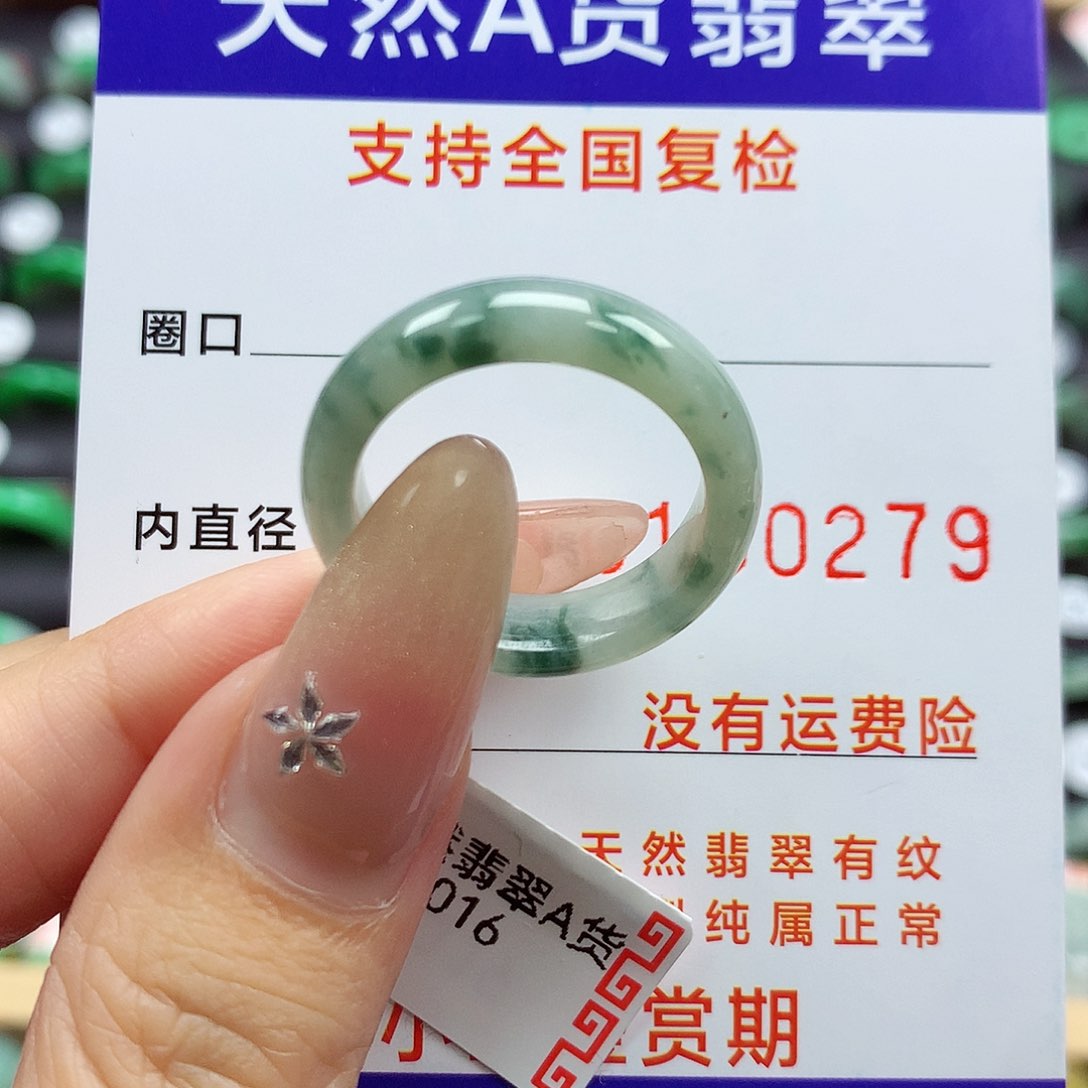 天然A货翡翠
支持全国复检
圈口
内直径
0279
没有运费险
天然翡翠有纹
纯属正常
翡翠A货
016
赏期